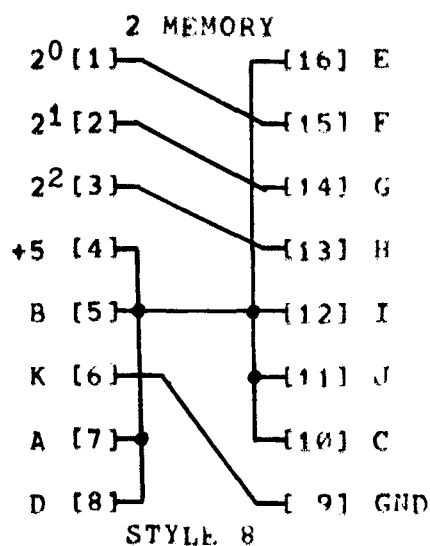 2 MEMORY
2⁰ [1] [16] E
2¹ [2] [15] F
2² [3] [14] G
+5 [4] [13] H
B [5] [12] I
K [6] [11] J
A [7] [10] C
D [8] [9] GND
STYLE 8